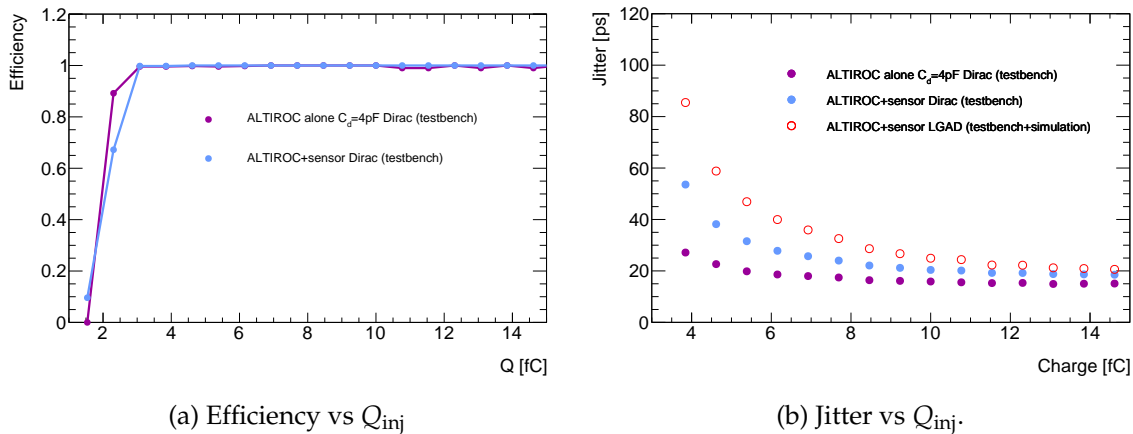 Efficiency
1.2
1
0.8
0.6
0.4
0.2
0
ALTIROC alone C_d=4pF Dirac (testbench)
ALTIROC+sensor Dirac (testbench)
2 4 6 8 10 12 14
Q [fC]
(a) Efficiency vs Q_inj
Jitter [ps]
120
100
80
60
40
20
0
ALTIROC alone C_d=4pF Dirac (testbench)
ALTIROC+sensor Dirac (testbench)
ALTIROC+sensor LGAD (testbench+simulation)
4 6 8 10 12 14
Charge [fC]
(b) Jitter vs Q_inj.